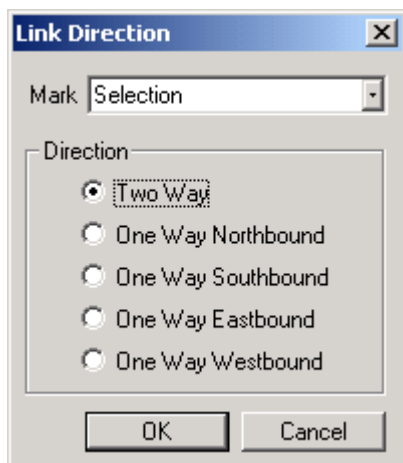 Link Direction
Mark Selection
Direction
Two Way
One Way Northbound
One Way Southbound
One Way Eastbound
One Way Westbound
OK Cancel